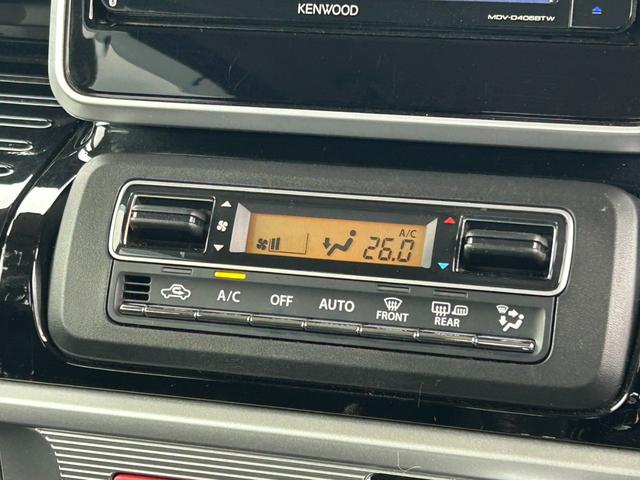 KENWOOD
MDV-D406BTW
A/C
26.0
A/C
OFF
AUTO
FRONT
REAR